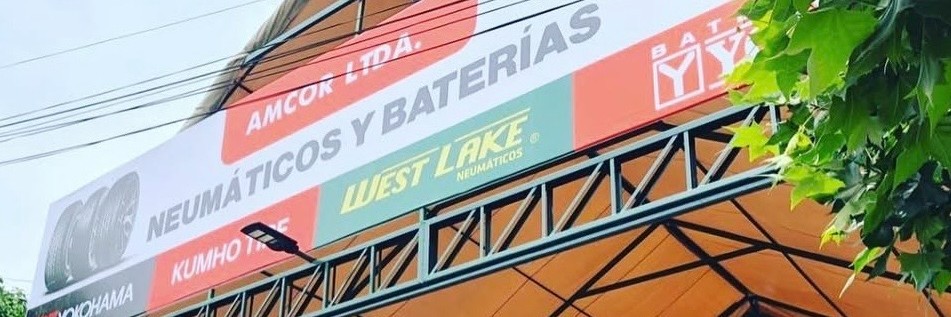 AMCOR LTDA.
NEUMÁTICOS Y BATERÍAS
YOKOHAMA
KUMHO TIRE
WEST LAKE ®
NEUMÁTICOS